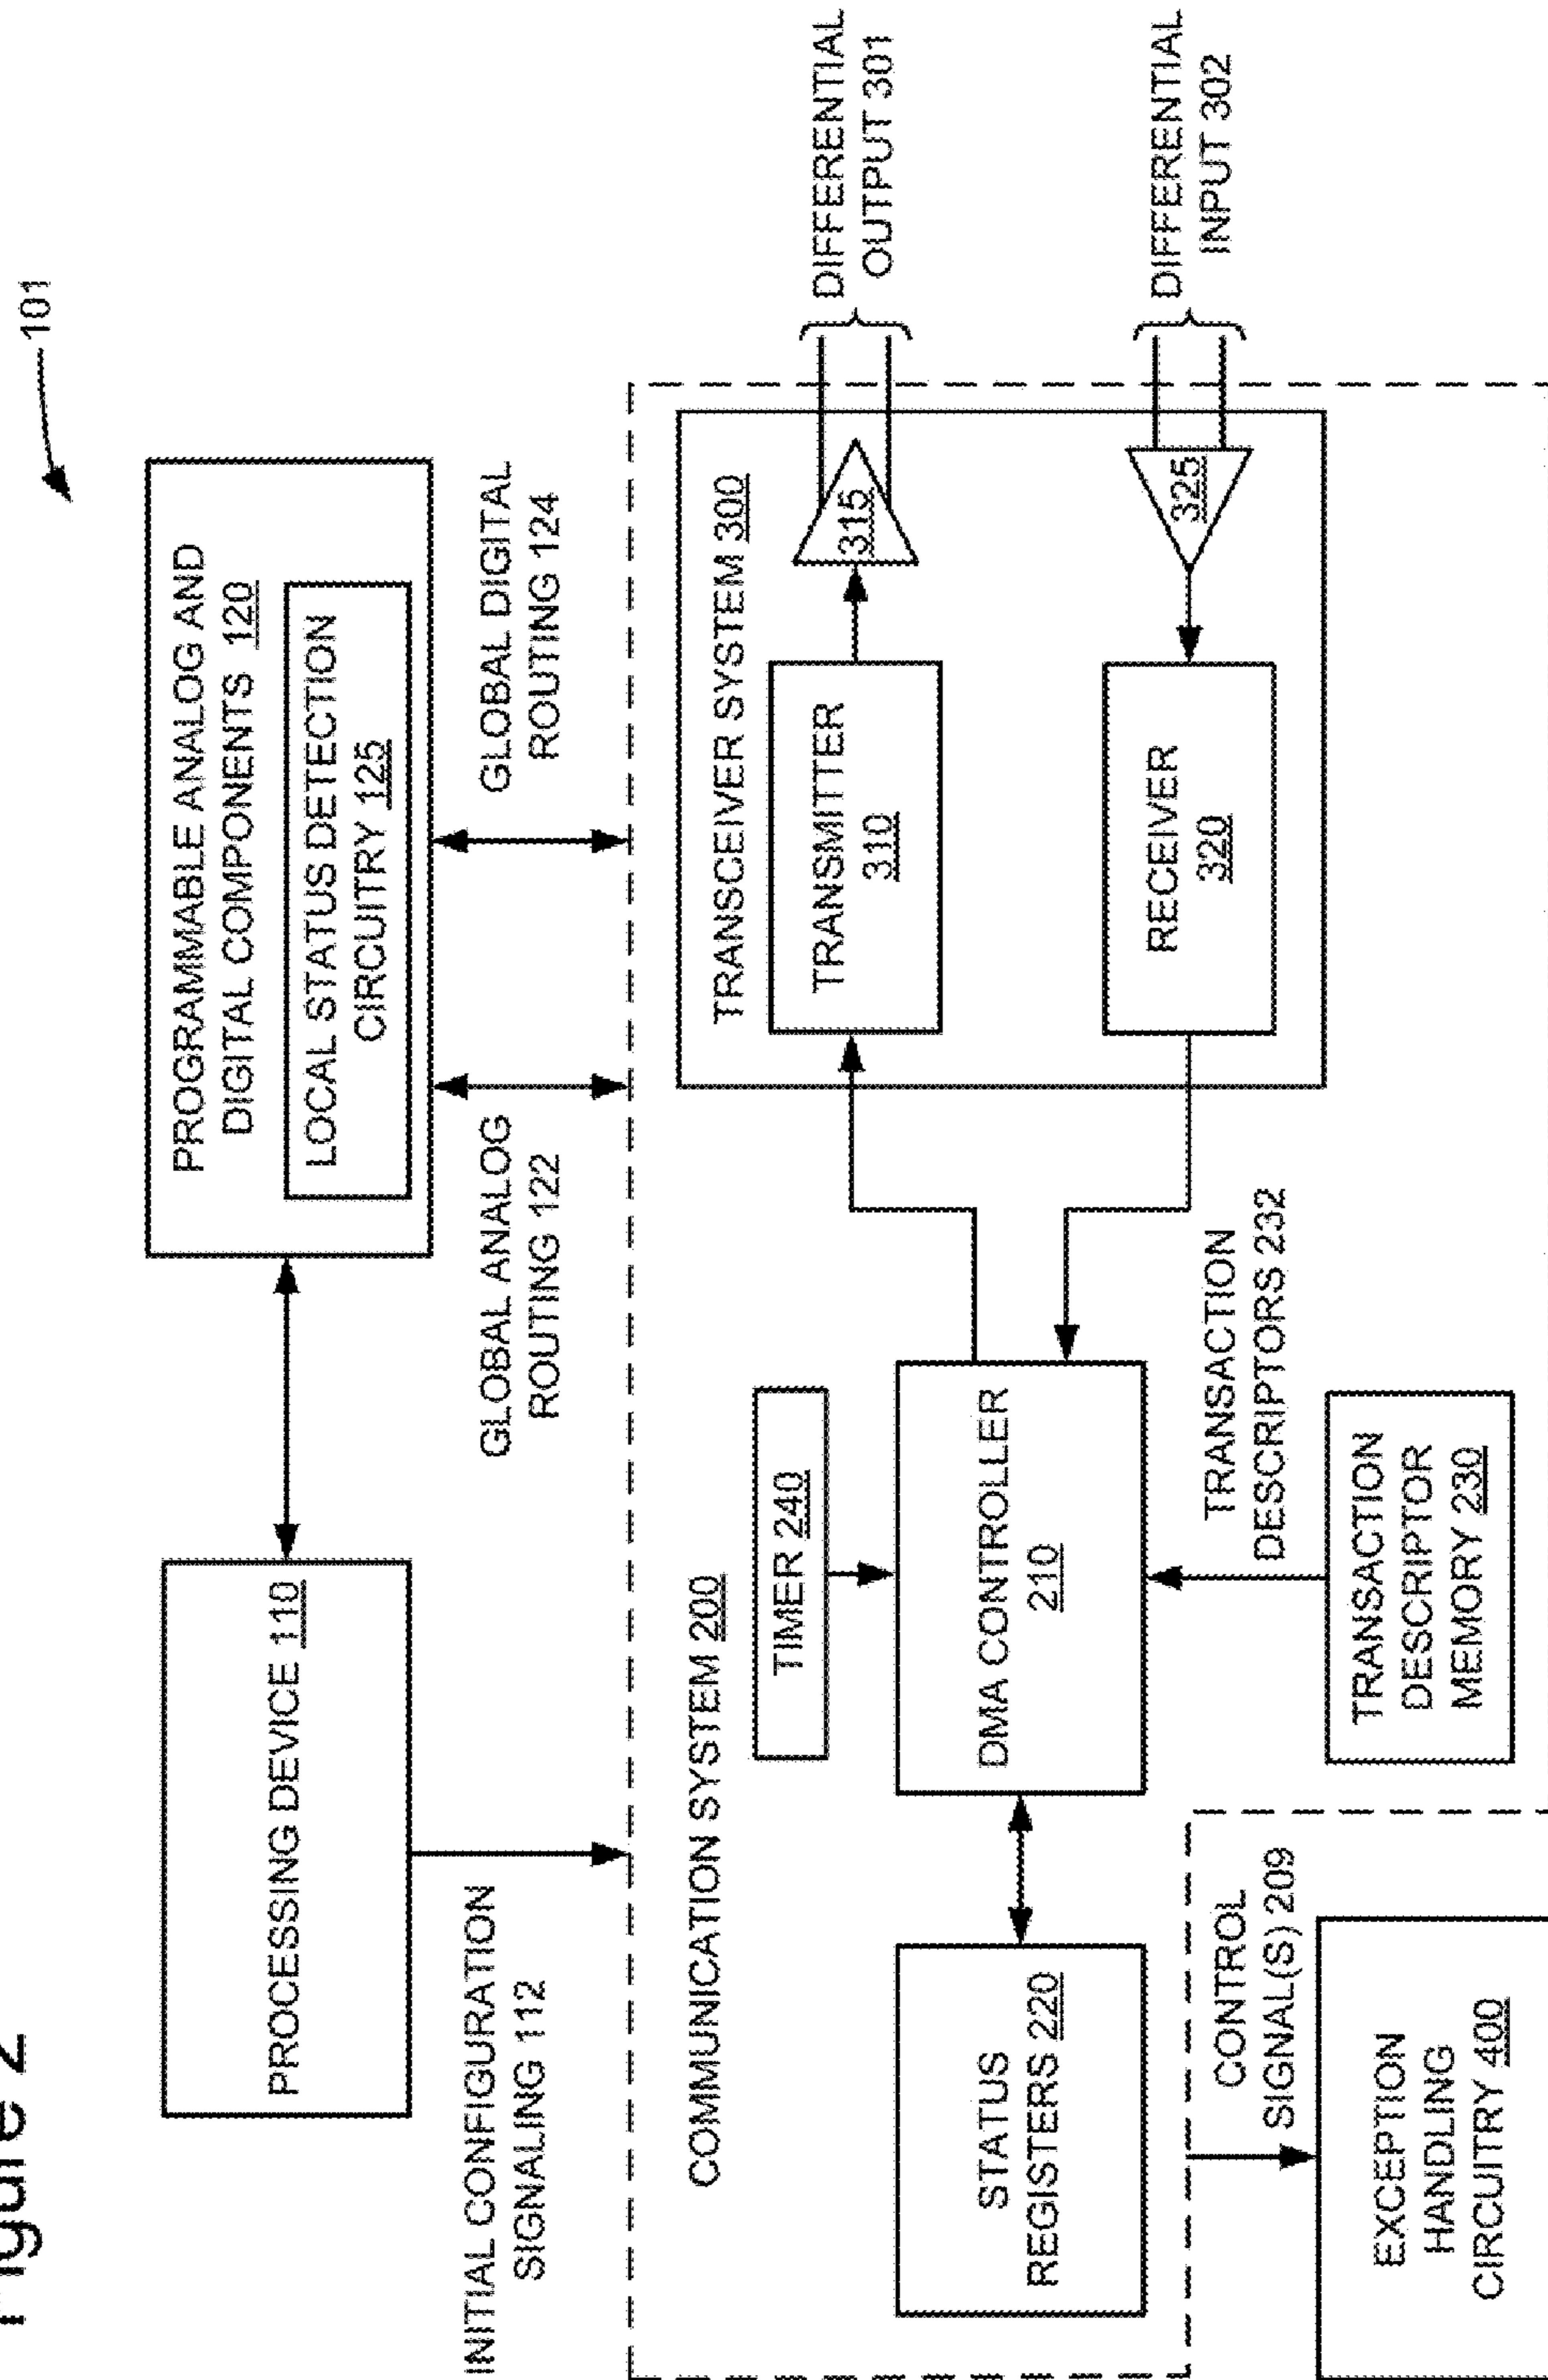 Figure 2
101
PROCESSING DEVICE 110
PROGRAMMABLE ANALOG AND
DIGITAL COMPONENTS 120
LOCAL STATUS DETECTION
CIRCUITRY 125
INITIAL CONFIGURATION
SIGNALING 112
GLOBAL ANALOG
ROUTING 122
GLOBAL DIGITAL
ROUTING 124
COMMUNICATION SYSTEM 200
TIMER 240
STATUS
REGISTERS 220
DMA CONTROLLER
210
TRANSACTION
DESCRIPTORS 232
TRANSACTION
DESCRIPTOR
MEMORY 230
TRANSCEIVER SYSTEM 300
TRANSMITTER
310
315
DIFFERENTIAL
OUTPUT 301
RECEIVER
320
325
DIFFERENTIAL
INPUT 302
CONTROL
SIGNAL(S) 209
EXCEPTION
HANDLING
CIRCUITRY 400